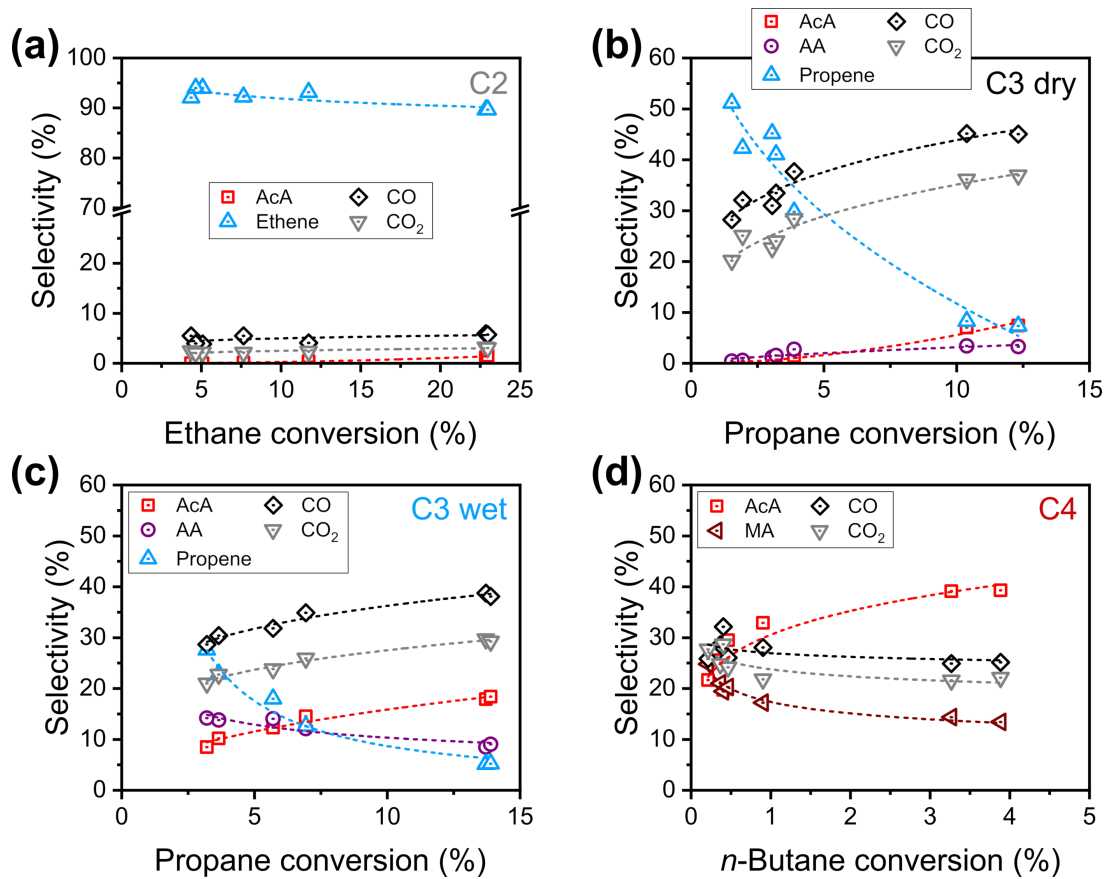 (a)
C2
100
90
80
70
20
10
0
0 5 10 15 20 25
Selectivity (%)
Ethane conversion (%)
AcA CO
Ethene CO₂
(b)
AcA CO
AA CO₂
Propene
C3 dry
60
50
40
30
20
10
0
0 5 10 15
Selectivity (%)
Propane conversion (%)
(c)
AcA CO
AA CO₂
Propene
C3 wet
60
50
40
30
20
10
0
0 5 10 15
Selectivity (%)
Propane conversion (%)
(d)
AcA CO
MA CO₂
C4
60
50
40
30
20
10
0
0 1 2 3 4 5
Selectivity (%)
n-Butane conversion (%)